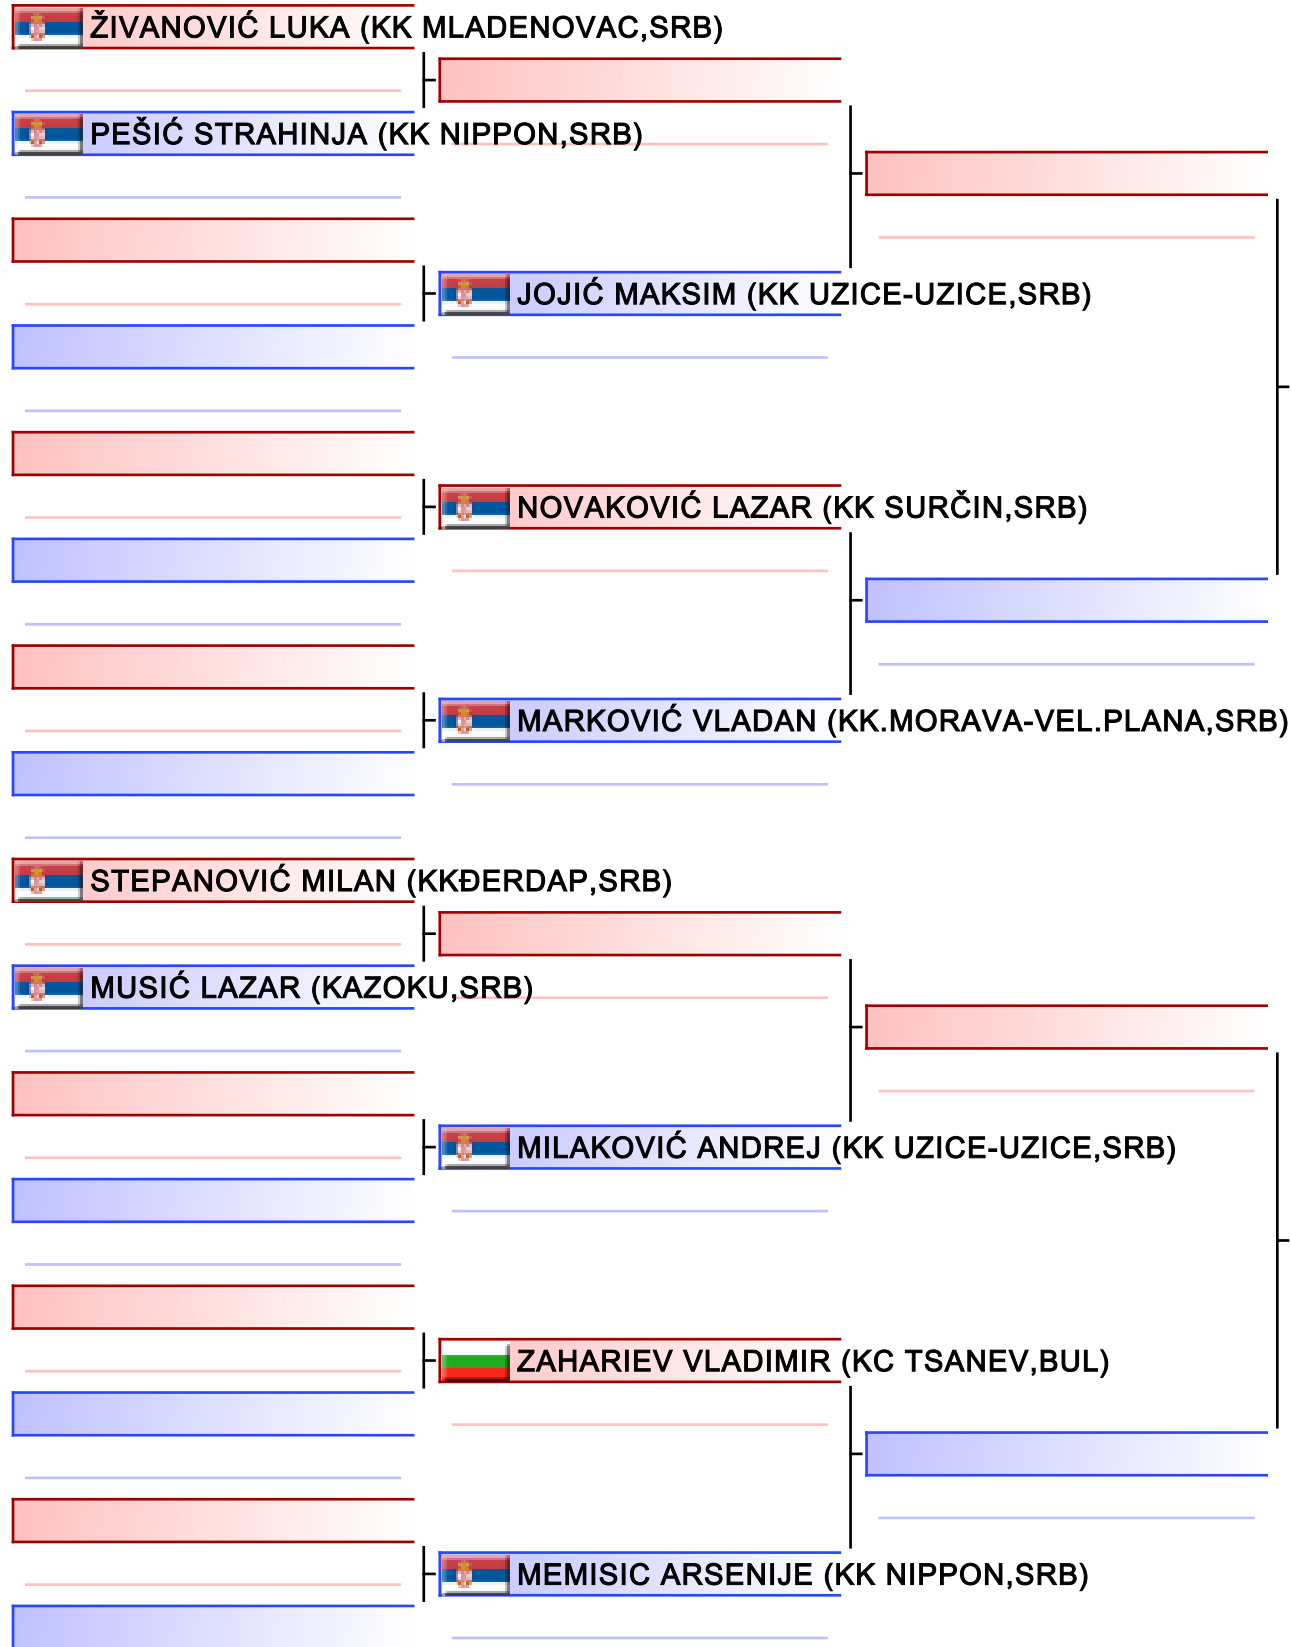 ŽIVANOVIĆ LUKA (KK MLADENOVAC,SRB)
PEŠIĆ STRAHINJA (KK NIPPON,SRB)
JOJIĆ MAKSIM (KK UZICE-UZICE,SRB)
NOVAKOVIĆ LAZAR (KK SURČIN,SRB)
MARKOVIĆ VLADAN (KK.MORAVA-VEL.PLANA,SRB)
STEPANOVIĆ MILAN (KKĐERDAP,SRB)
MUSIĆ LAZAR (KAZOKU,SRB)
MILAKOVIĆ ANDREJ (KK UZICE-UZICE,SRB)
ZAHARIEV VLADIMIR (KC TSANEV,BUL)
MEMISIC ARSENIJE (KK NIPPON,SRB)